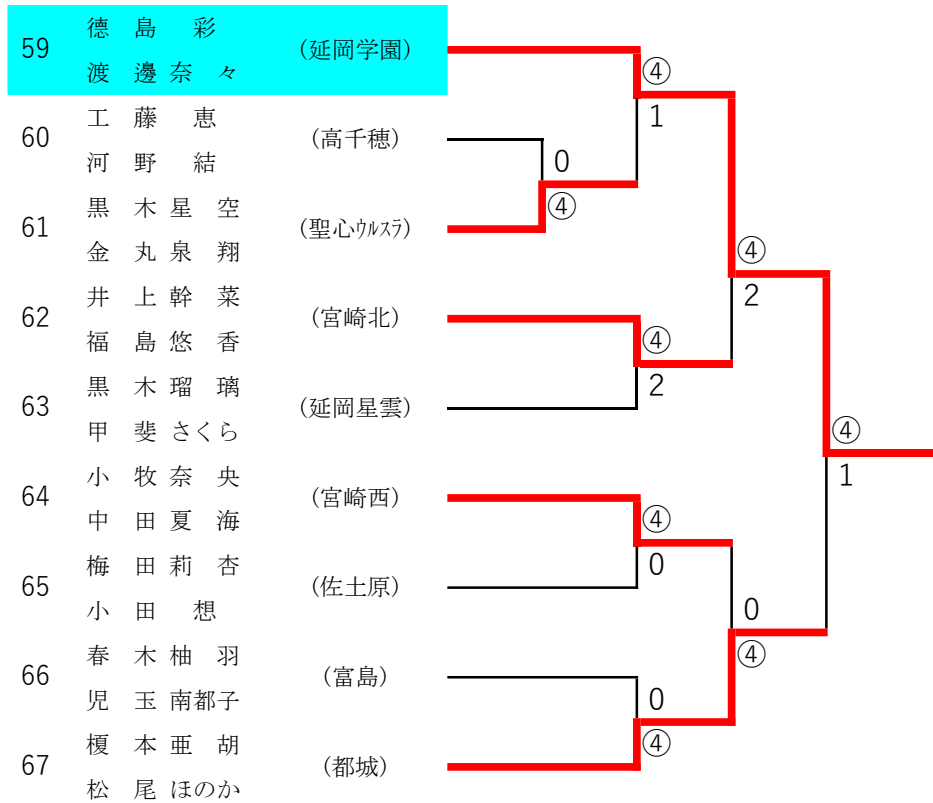 徳島 彩
59 (延岡学園)
渡邊奈々
④
1
工藤 恵
60 (高千穂)
河野 結
0
④
黒木星空
61 (聖心ウルスラ)
金丸泉翔
④
2
井上幹菜
62 (宮崎北)
福島悠香
④
2
黒木瑠璃
63 (延岡星雲)
甲斐さくら
④
1
小牧奈央
64 (宮崎西)
中田夏海
④
0
梅田莉杏
65 (佐土原)
小田 想
0
④
春木柚羽
66 (富島)
児玉南都子
0
④
榎本亜胡
67 (都城)
松尾ほのか